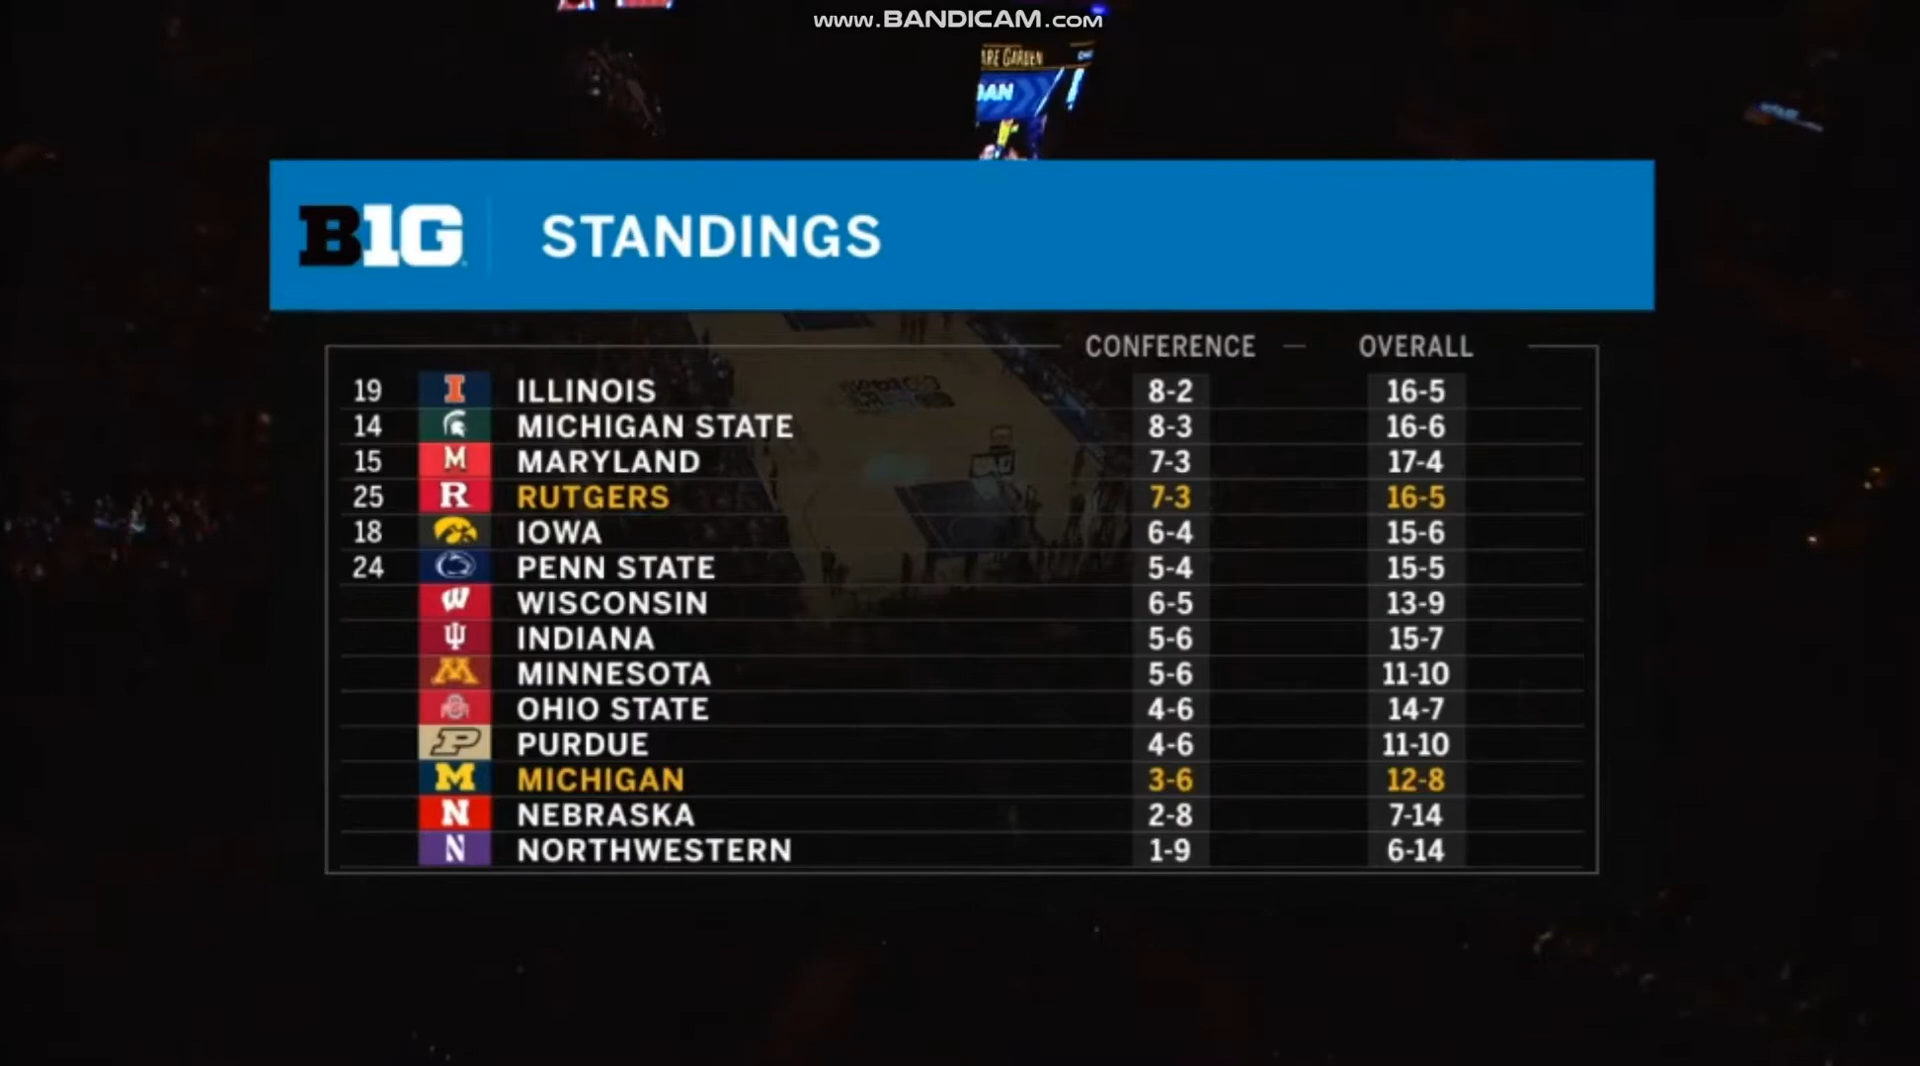 www.BANDICAM.com
ARE GARDEN
B1G STANDINGS
CONFERENCE OVERALL
19 I ILLINOIS 8-2 16-5
14 MICHIGAN STATE 8-3 16-6
15 M MARYLAND 7-3 17-4
25 R RUTGERS 7-3 16-5
18 IOWA 6-4 15-6
24 PENN STATE 5-4 15-5
W WISCONSIN 6-5 13-9
INDIANA 5-6 15-7
M MINNESOTA 5-6 11-10
OHIO STATE 4-6 14-7
P PURDUE 4-6 11-10
M MICHIGAN 3-6 12-8
N NEBRASKA 2-8 7-14
N NORTHWESTERN 1-9 6-14